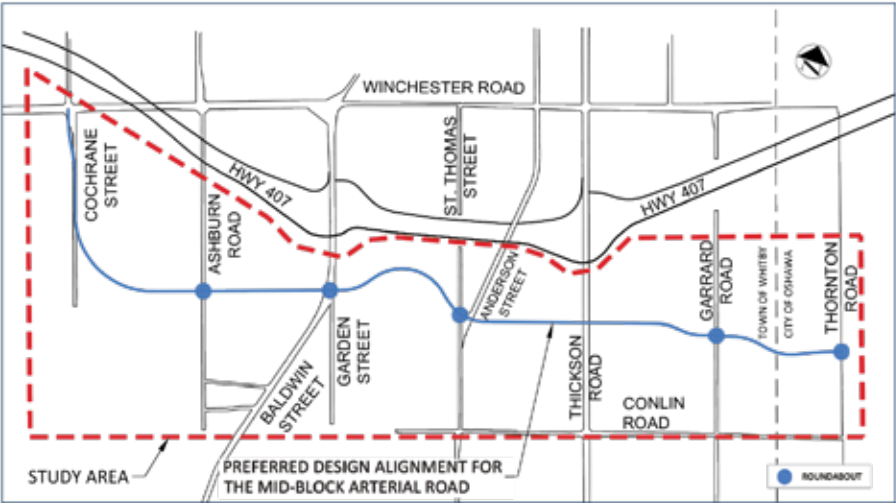 WINCHESTER ROAD
COCHRANE
STREET
ASHBURN
ROAD
HWY 407
ST. THOMAS
STREET
HWY 407
ANDERSON
STREET
GARRARD
ROAD
TOWN OF WHITBY
CITY OF OSHAWA
THORNTON
ROAD
BALDWIN
STREET
GARDEN
STREET
THICKSON
ROAD
CONLIN
ROAD
STUDY AREA
PREFERRED DESIGN ALIGNMENT FOR
THE MID-BLOCK ARTERIAL ROAD
ROUNDABOUT